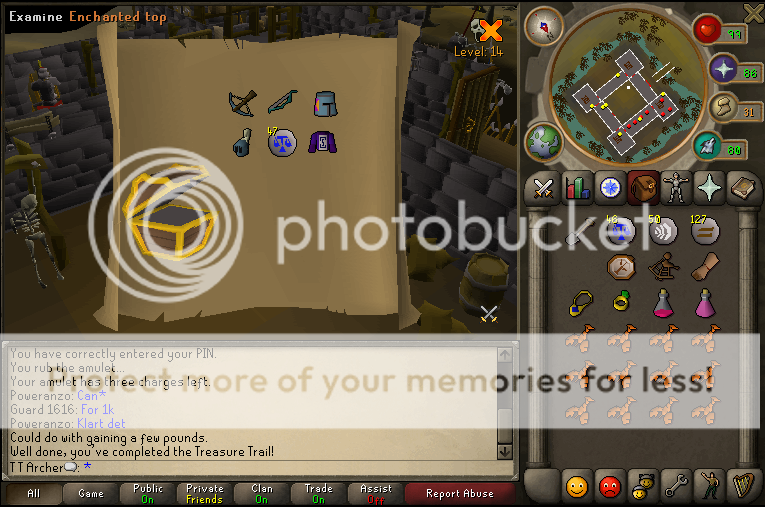 Examine Enchanted top
Level: 14
47
99
86
31
80
46
50
127
photobucket
Protect more of your memories for less!
You have correctly entered your PIN.
You rub the amulet...
Your amulet has three charges left.
Poweranzo: Can*
Guard 1616: For 1k
Poweranzo: Klart det
Could do with gaining a few pounds.
Well done, you've completed the Treasure Trail!
TT Archer: *
All
Game
Public
On
Private
Friends
Clan
On
Trade
On
Assist
Off
Report Abuse